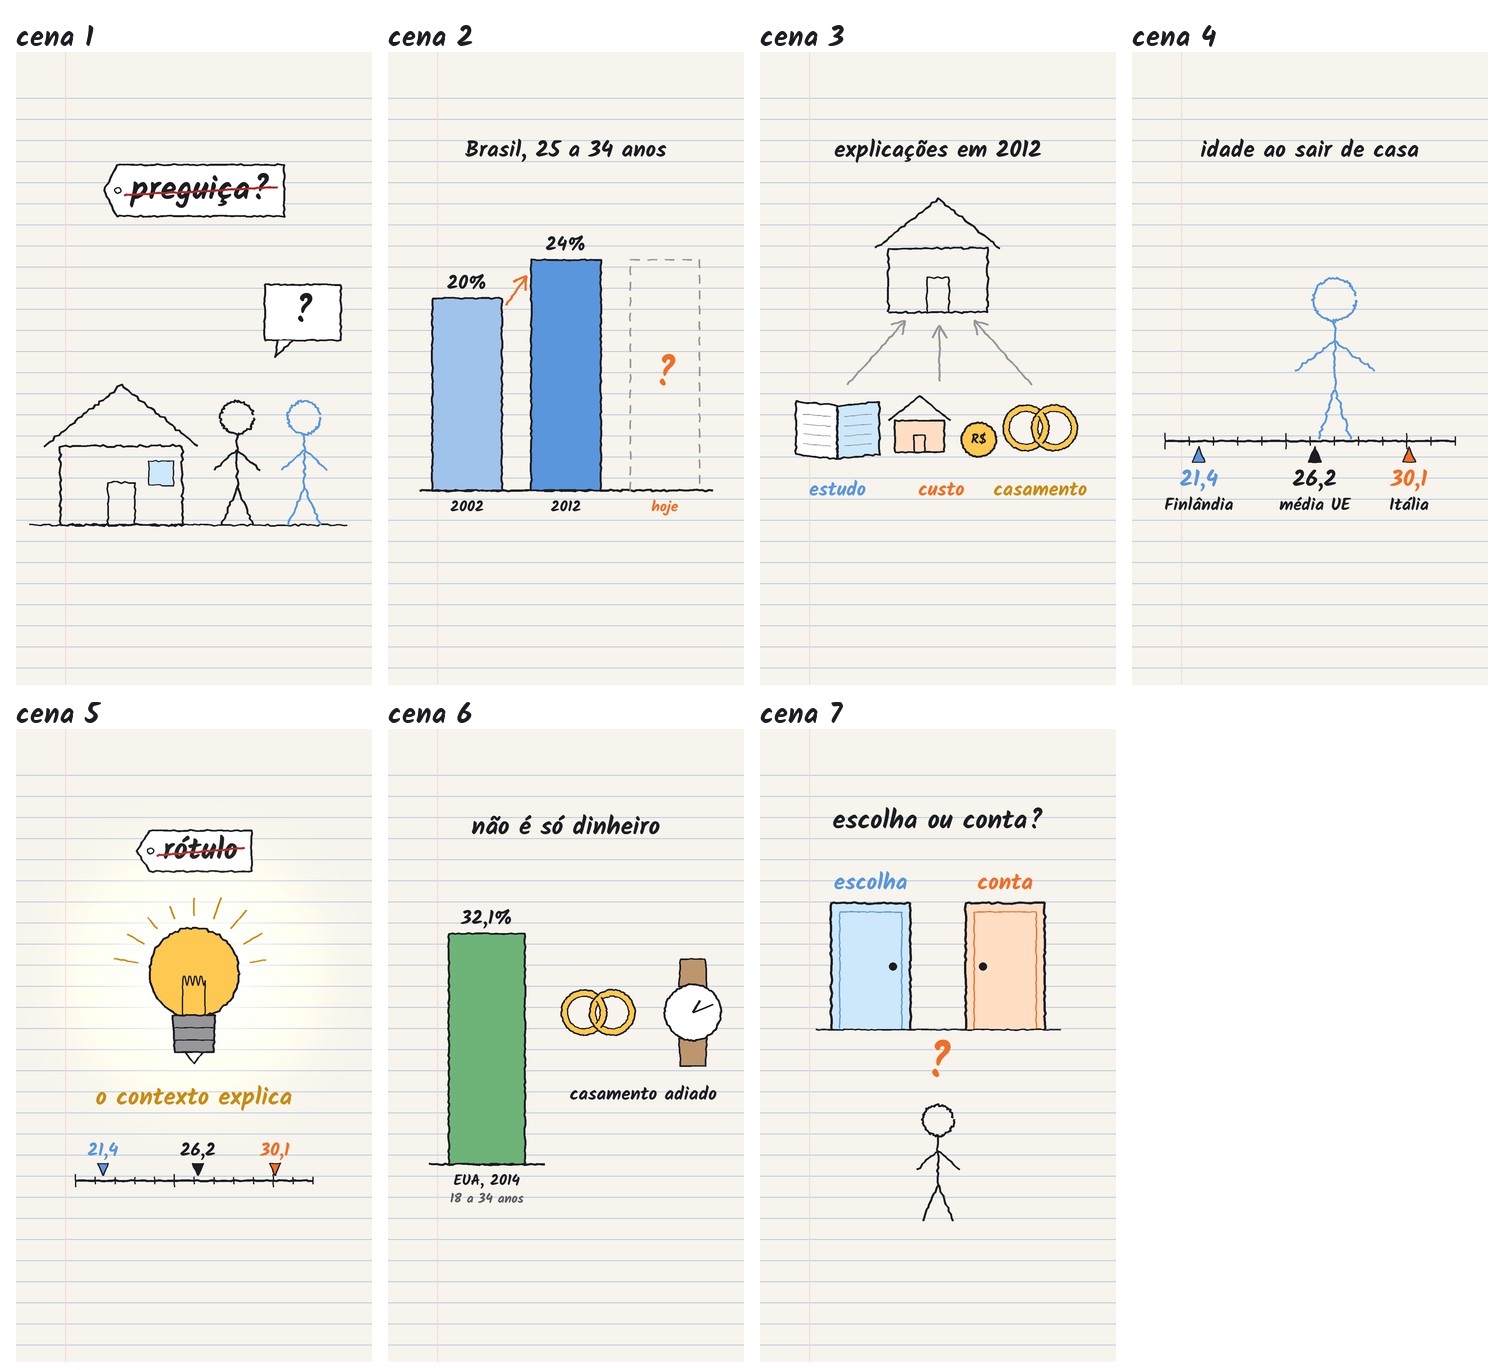 cena 1
preguiça?
?
cena 2
Brasil, 25 a 34 anos
20%
24%
?
2002
2012
hoje
cena 3
explicações em 2012
R$
estudo
custo
casamento
cena 4
idade ao sair de casa
21,4
26,2
30,1
Finlândia
média UE
Itália
cena 5
rótulo
o contexto explica
21,4
26,2
30,1
cena 6
não é só dinheiro
32,1%
casamento adiado
EUA, 2014
18 a 34 anos
cena 7
escolha ou conta?
escolha
conta
?